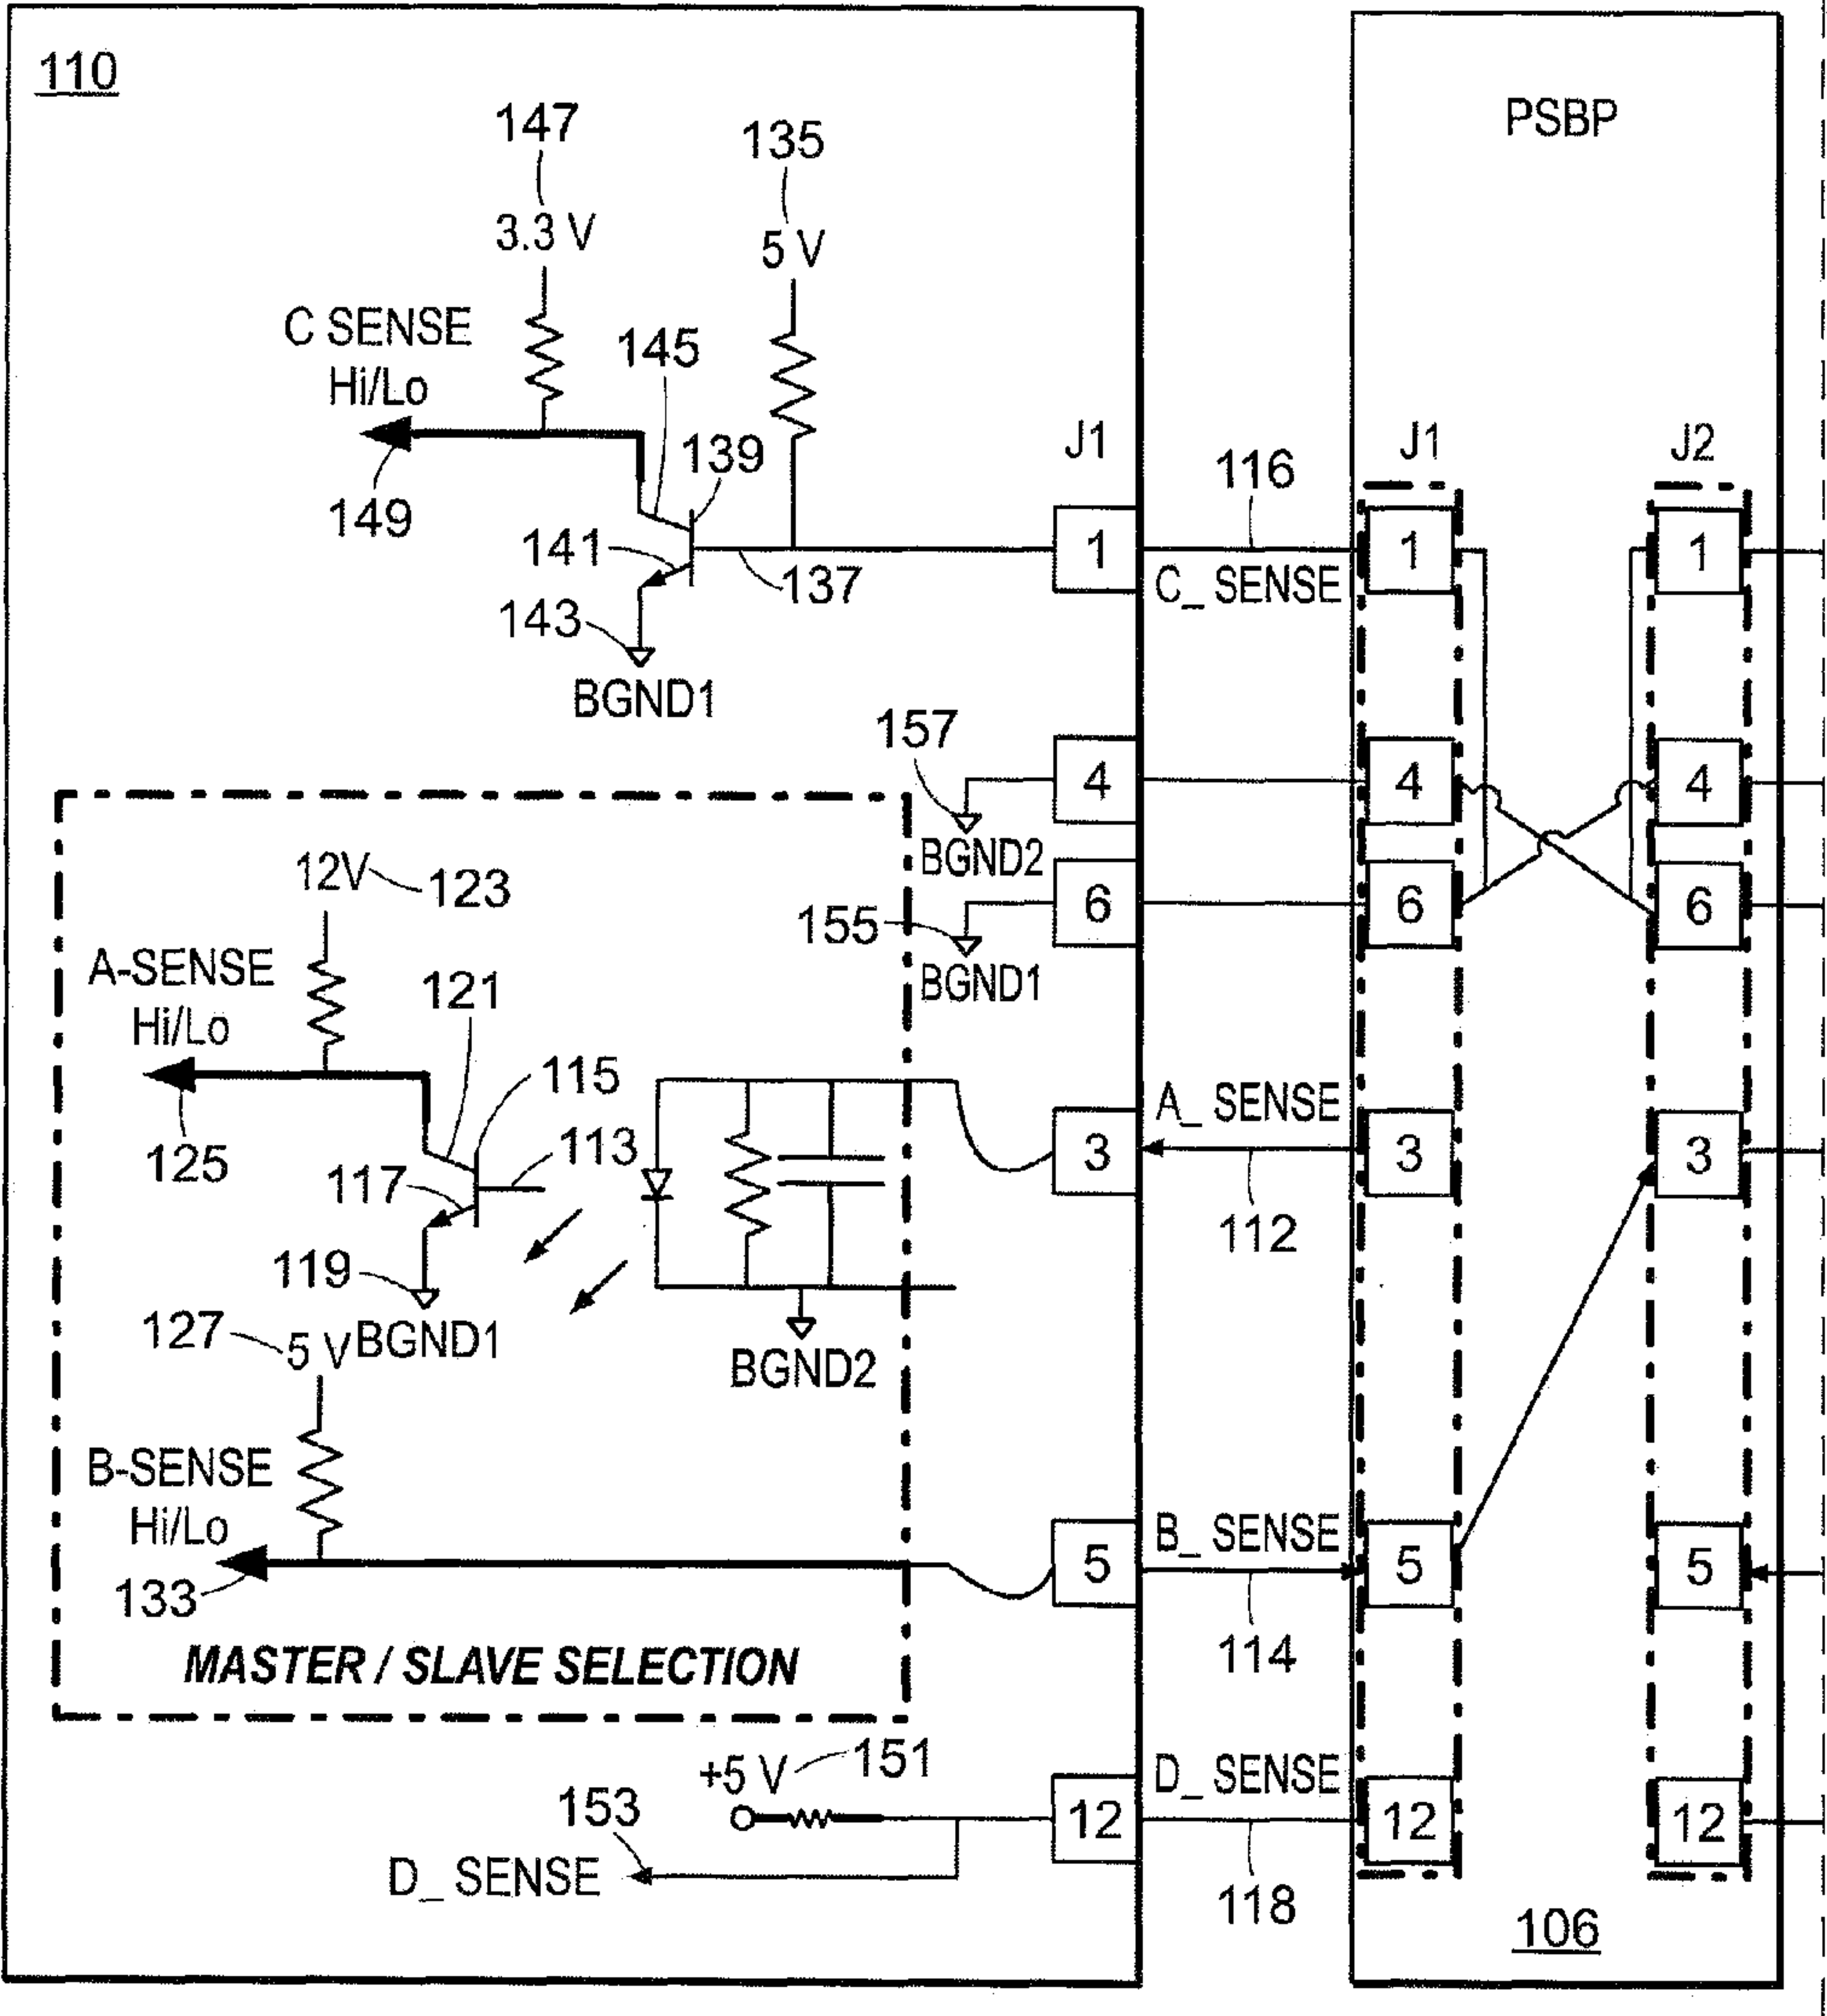 110
PSBP
147
135
3.3 V
5 V
C SENSE
Hi/Lo
145
139
149
141
137
143
BGND1
J1
116
J1
J2
1
C_ SENSE
1
1
157
4
4
4
BGND2
155
6
6
6
BGND1
12V
123
A-SENSE
Hi/Lo
121
115
113
125
117
119
BGND1
BGND2
A_ SENSE
3
3
3
112
127
5 V
B-SENSE
Hi/Lo
133
B_ SENSE
5
5
5
114
MASTER / SLAVE SELECTION
+5 V
151
153
D_ SENSE
D_ SENSE
12
12
12
118
106